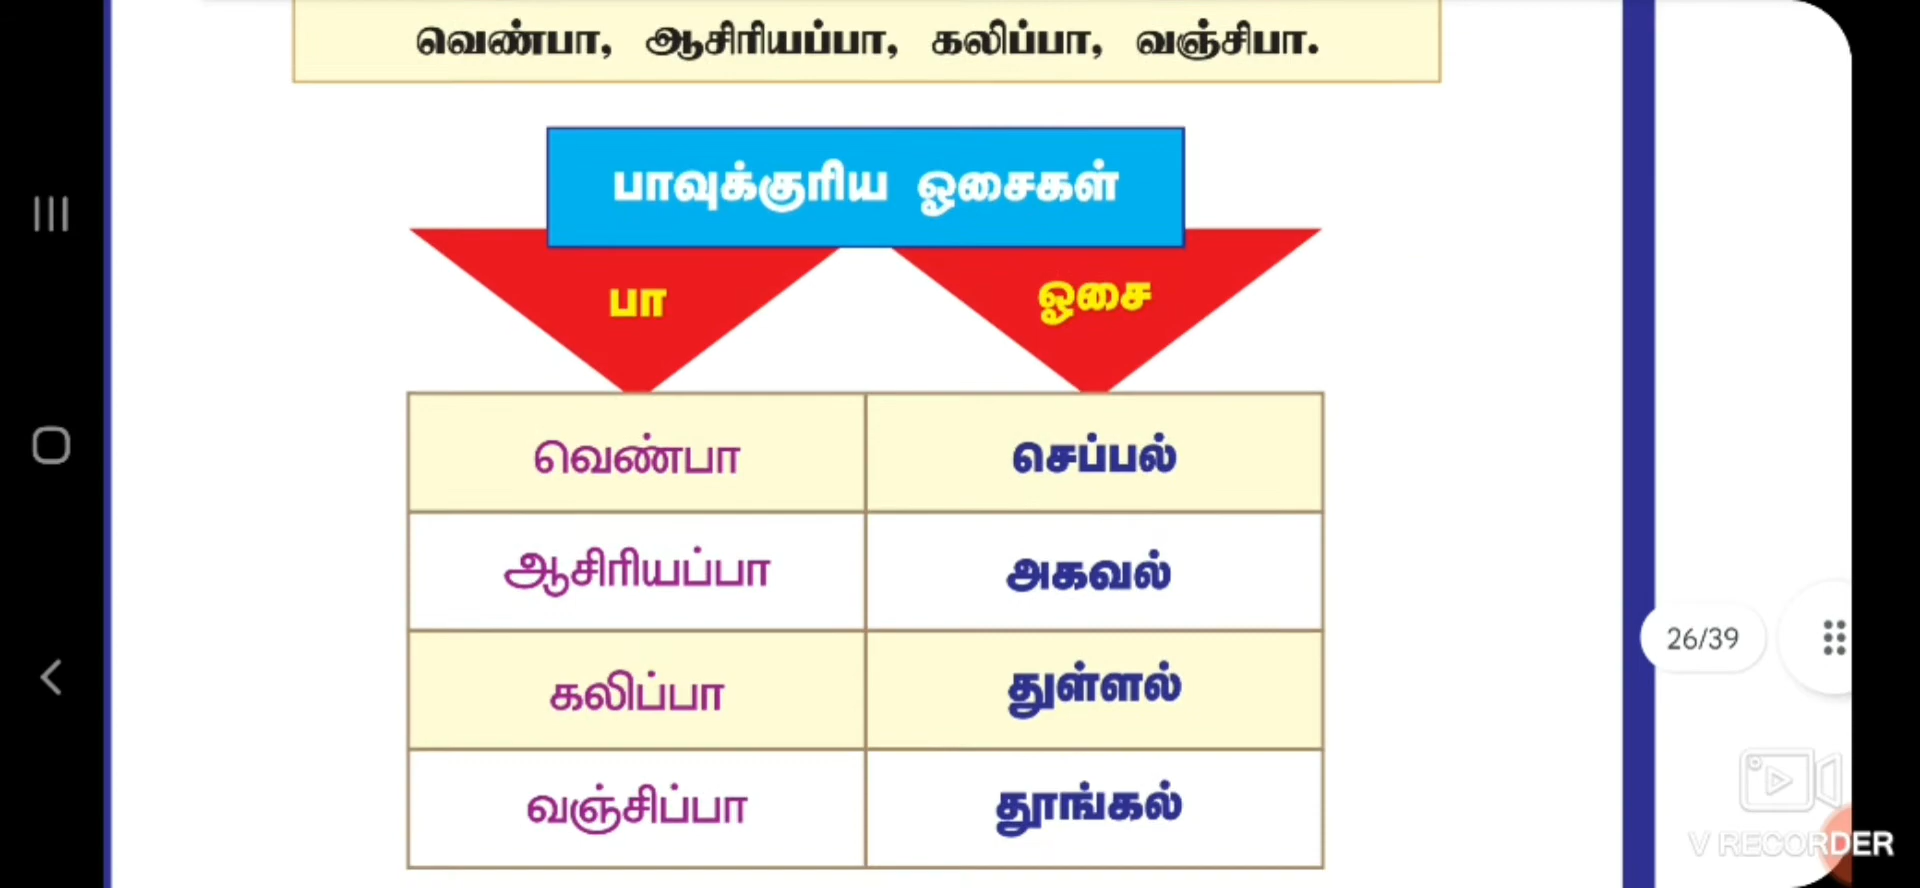 வெண்பா, ஆசிரியப்பா, கலிப்பா, வஞ்சிபா.
பாவுக்குரிய ஓசைகள்
பா ஓசை
வெண்பா செப்பல்
ஆசிரியப்பா அகவல்
கலிப்பா துள்ளல்
வஞ்சிப்பா தூங்கல்
26/39
V RECORDER